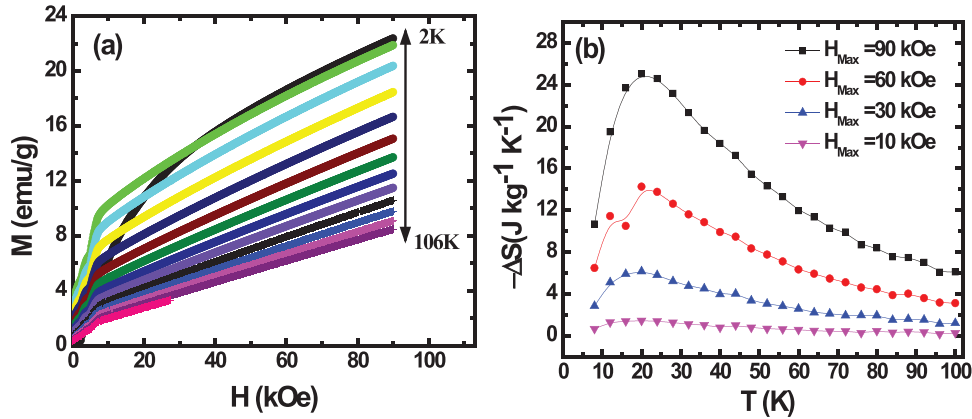 (a)
2K
106K
24
20
16
12
8
4
0
M (emu/g)
0 20 40 60 80 100
H (kOe)
(b)
H_Max=90 kOe
H_Max=60 kOe
H_Max=30 kOe
H_Max=10 kOe
28
24
20
16
12
8
4
0
−ΔS(J kg⁻¹ K⁻¹)
0 10 20 30 40 50 60 70 80 90 100
T (K)